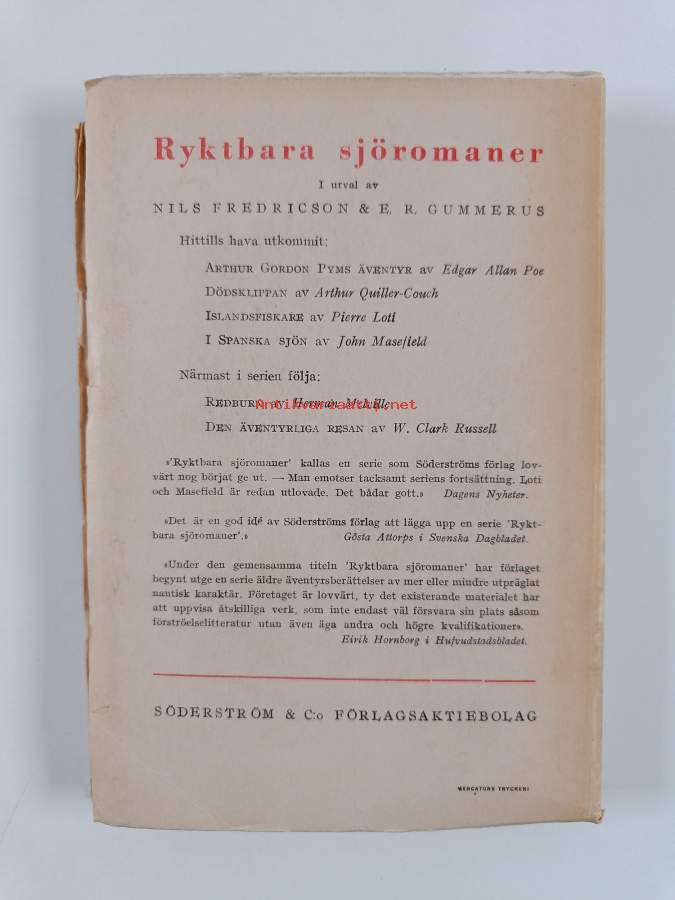 Ryktbara sjöromaner
I urval av
NILS FREDRICSON & E. R. GUMMERUS
Hittills hava utkommit:
ARTHUR GORDON PYMS ÄVENTYR av Edgar Allan Poe
DÖDSKLIPPAN av Arthur Quiller-Couch
ISLANDSFISKARE av Pierre Loti
I SPANSKA SJÖN av John Masefield
Närmast i serien följa:
REDBURN av Herman Melville
Antikvariaatti.net
DEN ÄVENTYRLIGA RESAN av W. Clark Russell
»'Ryktbara sjöromaner' kallas en serie som Söderströms förlag lov-
värt nog börjat ge ut. — Man emotser tacksamt seriens fortsättning. Loti
och Masefield är redan utlovade. Det bådar gott.» Dagens Nyheter.
»Det är en god idé av Söderströms förlag att lägga upp en serie 'Rykt-
bara sjöromaner'.» Gösta Attorps i Svenska Dagbladet.
»Under den gemensamma titeln 'Ryktbara sjöromaner' har förlaget
begynt utge en serie äldre äventyrsberättelser av mer eller mindre utpräglat
nautisk karaktär. Företaget är lovvärt, ty det existerande materialet har
att uppvisa åtskilliga verk, som inte endast väl försvara sin plats såsom
förströelselitteratur utan även äga andra och högre kvalifikationer».
Eirik Hornborg i Hufvudstadsbladet.
SÖDERSTRÖM & C:o FÖRLAGSAKTIEBOLAG
MERCATORS TRYCKERI